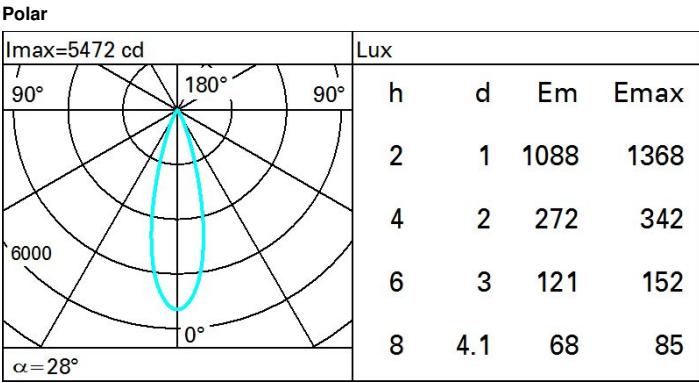 Polar
Imax=5472 cd
Lux
90°
180°
90°
6000
0°
α=28°
h d Em Emax
2 1 1088 1368
4 2 272 342
6 3 121 152
8 4.1 68 85